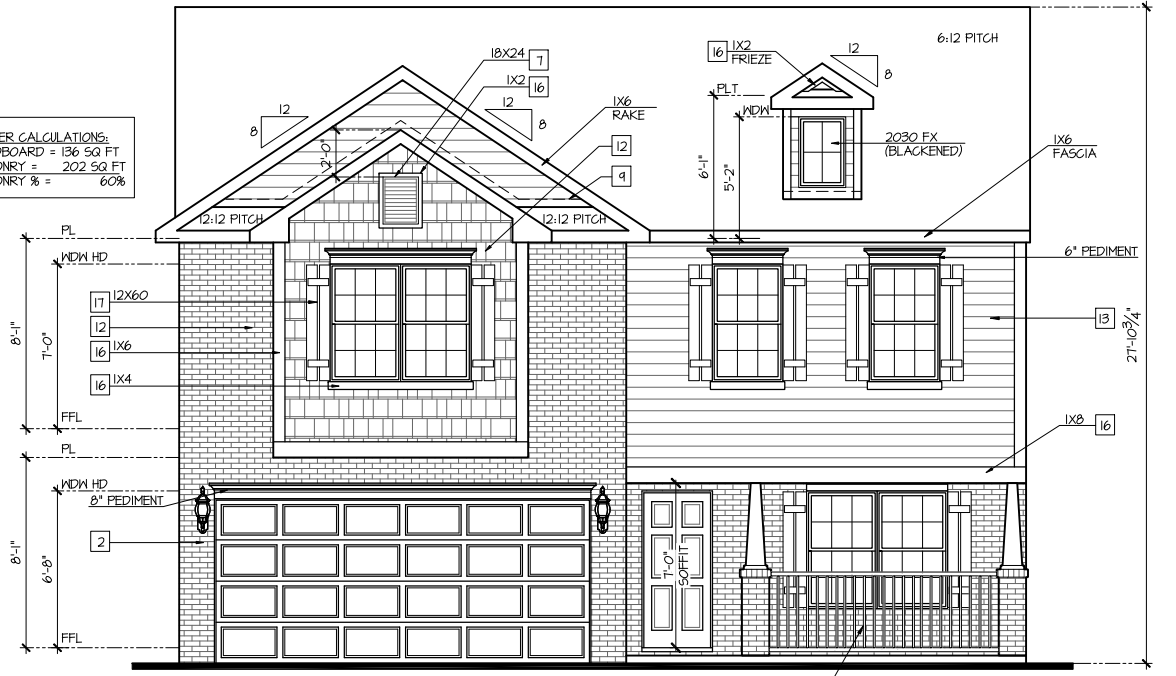 6:12 PITCH
18X24 7
1X2 16
12
8
12
8
1X6
RAKE
12
9
2'-0"
12:12 PITCH
12:12 PITCH
16 1X2
FRIEZE
12
8
PLT
WDW
6'-1"
5'-2"
2030 FX
(BLACKENED)
1X6
FASCIA
ER CALCULATIONS:
BOARD = 136 SQ FT
ONRY = 202 SQ FT
ONRY % = 60%
PL
WDW HD
17 12X60
12
16 1X6
16 1X4
8'-1"
7'-0"
FFL
PL
WDW HD
8" PEDIMENT
2
8'-1"
6'-8"
FFL
6" PEDIMENT
13
27'-10 3/4"
1X8 16
7'-0"
SOFFIT